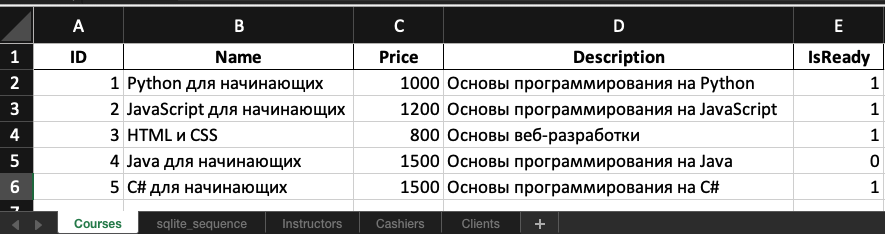 A B C D E
1 ID Name Price Description IsReady
2 1 Python для начинающих 1000 Основы программирования на Python 1
3 2 JavaScript для начинающих 1200 Основы программирования на JavaScript 1
4 3 HTML и CSS 800 Основы веб-разработки 1
5 4 Java для начинающих 1500 Основы программирования на Java 0
6 5 C# для начинающих 1500 Основы программирования на C# 1
Courses sqlite_sequence Instructors Cashiers Clients +